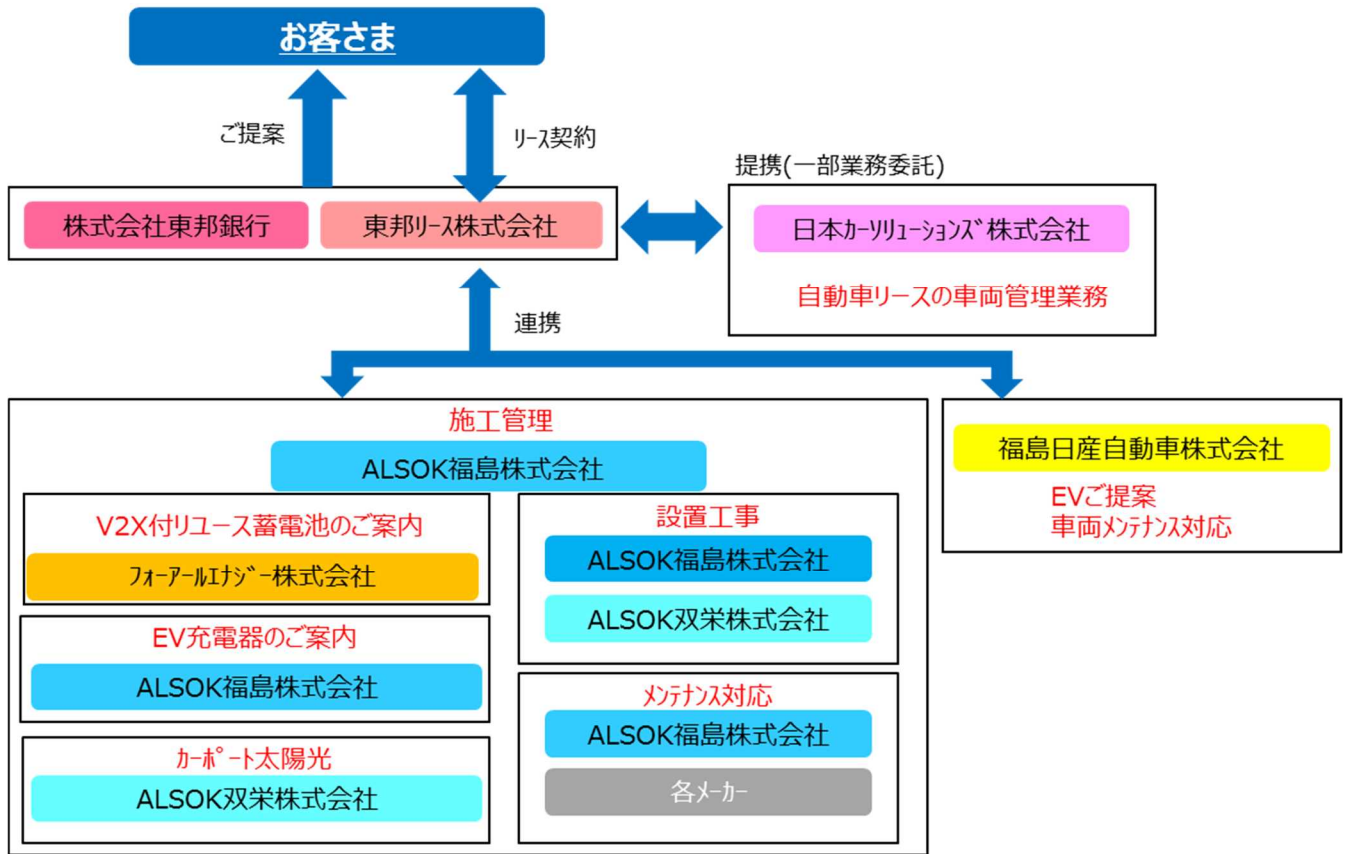 お客さま
ご提案
リース契約
提携(一部業務委託)
株式会社東邦銀行
東邦ﾘｰｽ株式会社
日本ｶｰｿﾘｭｰｼｮﾝｽﾞ株式会社
自動車リースの車両管理業務
連携
施工管理
ALSOK福島株式会社
V2X付リユース蓄電池のご案内
ﾌｫｰｱｰﾙｴﾅｼﾞｰ株式会社
EV充電器のご案内
ALSOK福島株式会社
ｶｰﾎﾟｰﾄ太陽光
ALSOK双栄株式会社
設置工事
ALSOK福島株式会社
ALSOK双栄株式会社
ﾒﾝﾃﾅﾝｽ対応
ALSOK福島株式会社
各ﾒｰｶｰ
福島日産自動車株式会社
EVご提案
車両ﾒﾝﾃﾅﾝｽ対応